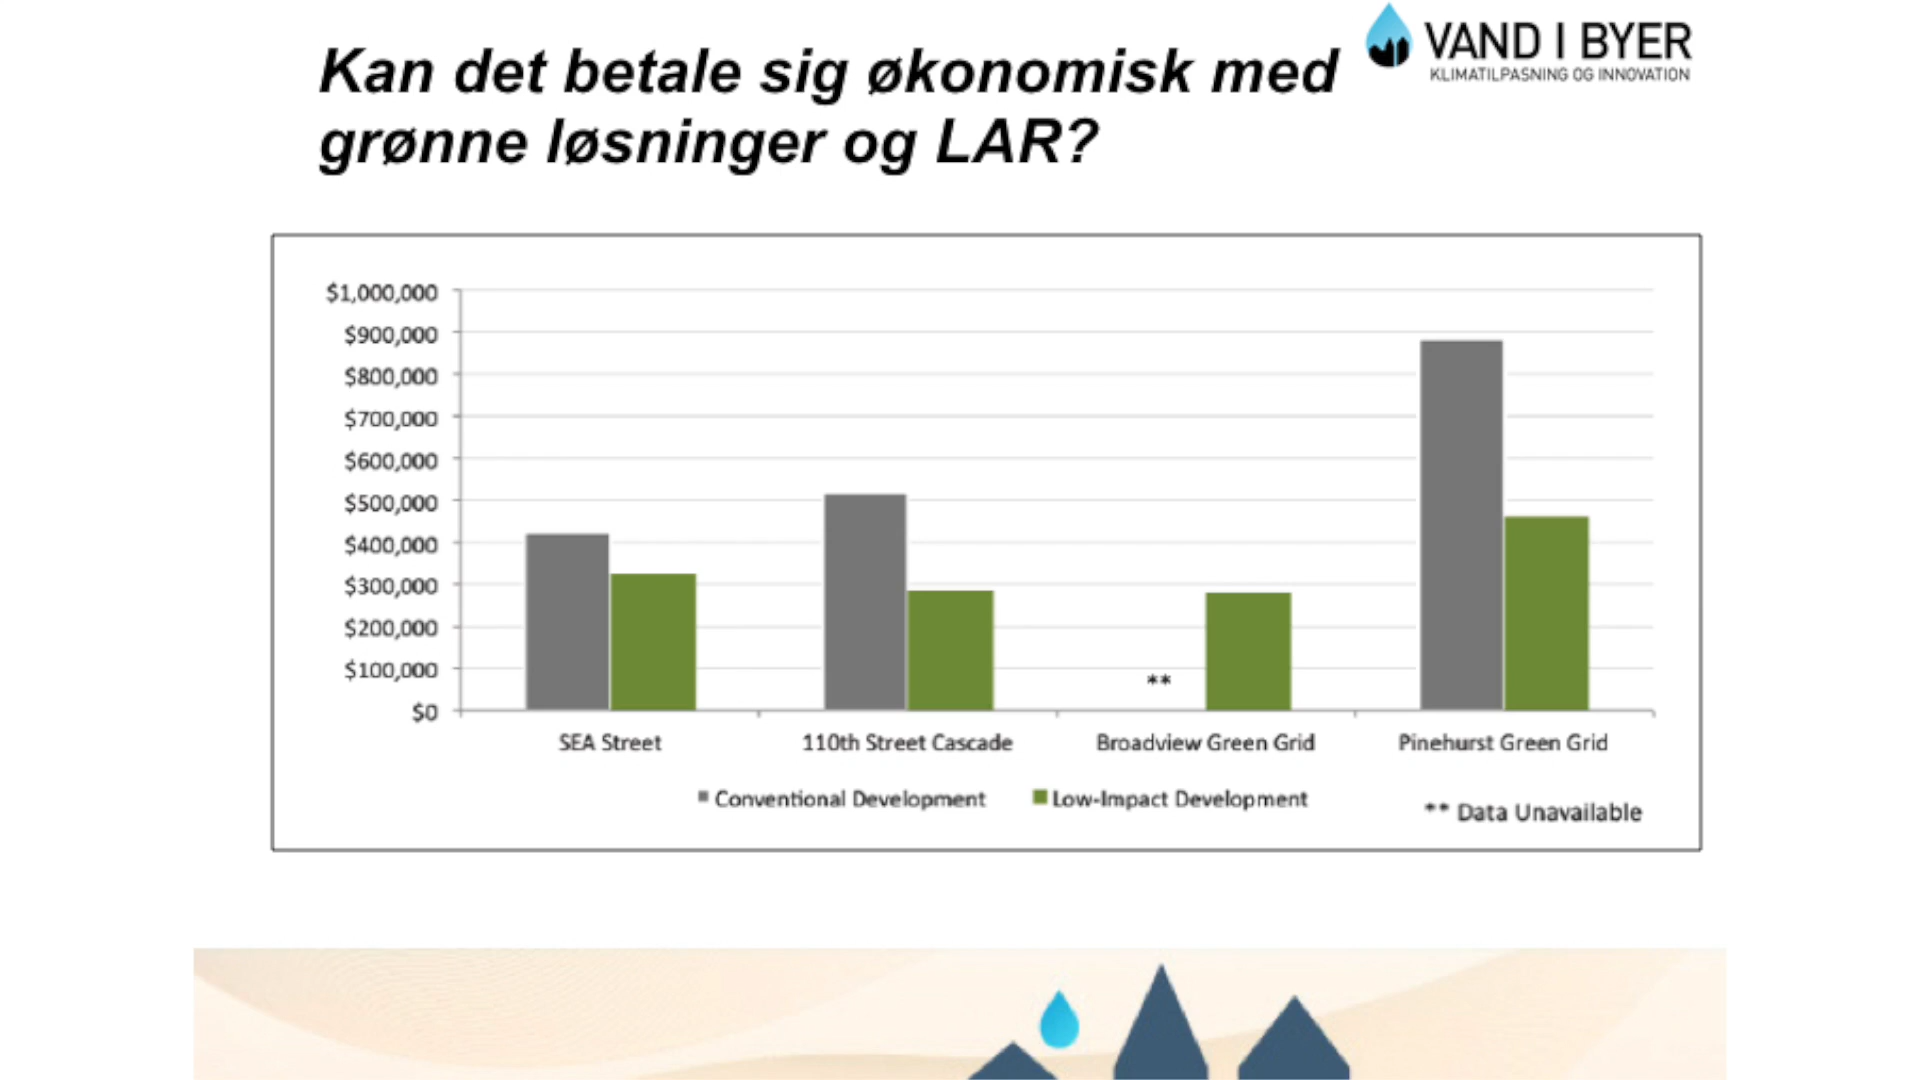 Kan det betale sig økonomisk med
grønne løsninger og LAR?
VAND I BYER
KLIMATILPASNING OG INNOVATION
$1,000,000
$900,000
$800,000
$700,000
$600,000
$500,000
$400,000
$300,000
$200,000
$100,000
$0
**
SEA Street
110th Street Cascade
Broadview Green Grid
Pinehurst Green Grid
Conventional Development
Low-Impact Development
** Data Unavailable